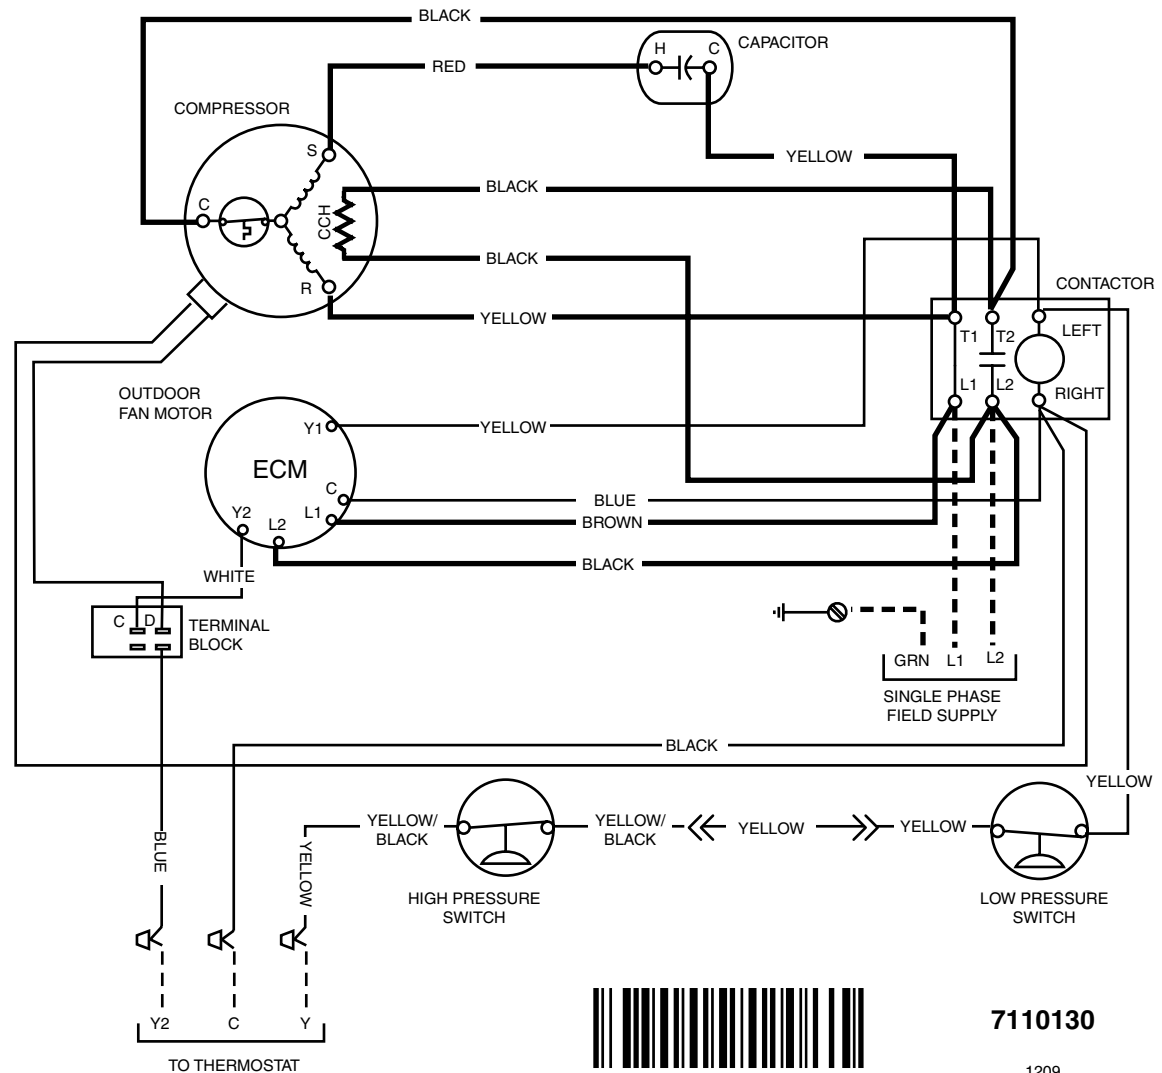 BLACK
H C CAPACITOR
RED
COMPRESSOR
S
YELLOW
BLACK
C
CCH
BLACK
R
CONTACTOR
YELLOW
T1 T2 LEFT
L1 L2 RIGHT
OUTDOOR
FAN MOTOR
Y1 YELLOW
ECM
C BLUE
Y2 L2 L1 BROWN
BLACK
WHITE
C D TERMINAL
BLOCK
GRN L1 L2
SINGLE PHASE
FIELD SUPPLY
BLACK
YELLOW
YELLOW/
BLACK
YELLOW/
BLACK
YELLOW
YELLOW
BLUE
YELLOW
HIGH PRESSURE
SWITCH
LOW PRESSURE
SWITCH
Y2 C Y
TO THERMOSTAT
7110130
1209